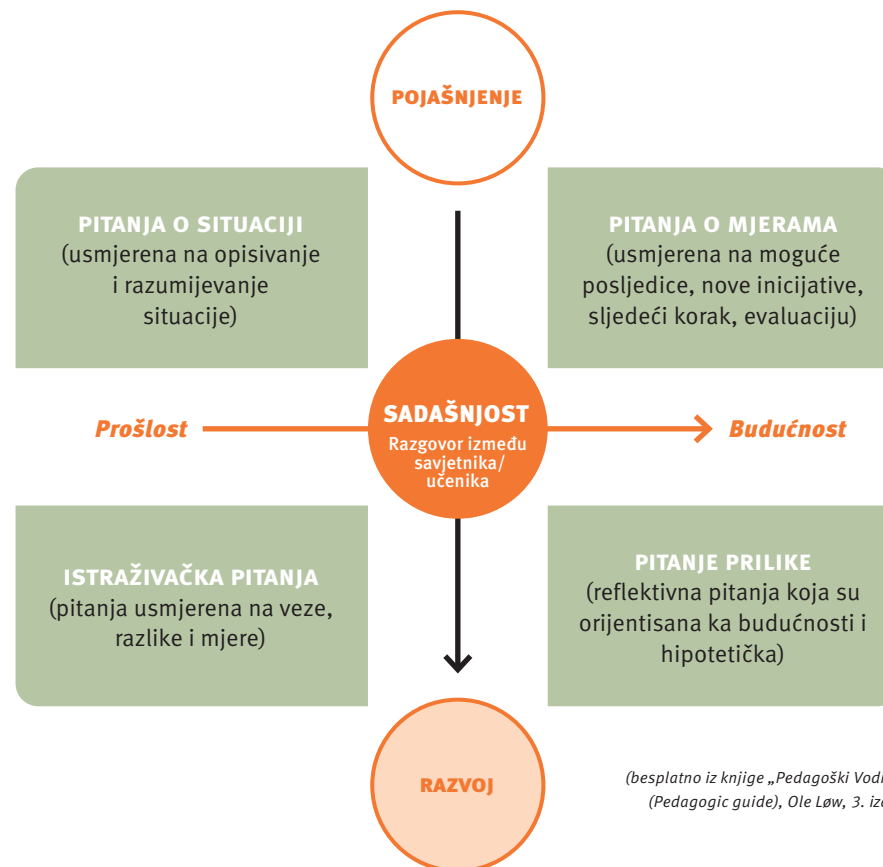 POJAŠNJENJE
PITANJA O SITUACIJI
(usmjerena na opisivanje
i razumijevanje
situacije)
PITANJA O MJERAMA
(usmjerena na moguće
posljedice, nove inicijative,
sljedeći korak, evaluaciju)
Prošlost
SADAŠNJOST
Razgovor između
savjetnika/
učenika
Budućnost
ISTRAŽIVAČKA PITANJA
(pitanja usmjerena na veze,
razlike i mjere)
PITANJE PRILIKE
(reflektivna pitanja koja su
orijentisana ka budućnosti i
hipotetička)
RAZVOJ
(besplatno iz knjige „Pedagoški
(Pedagogic guide), Ole Løw, 3.